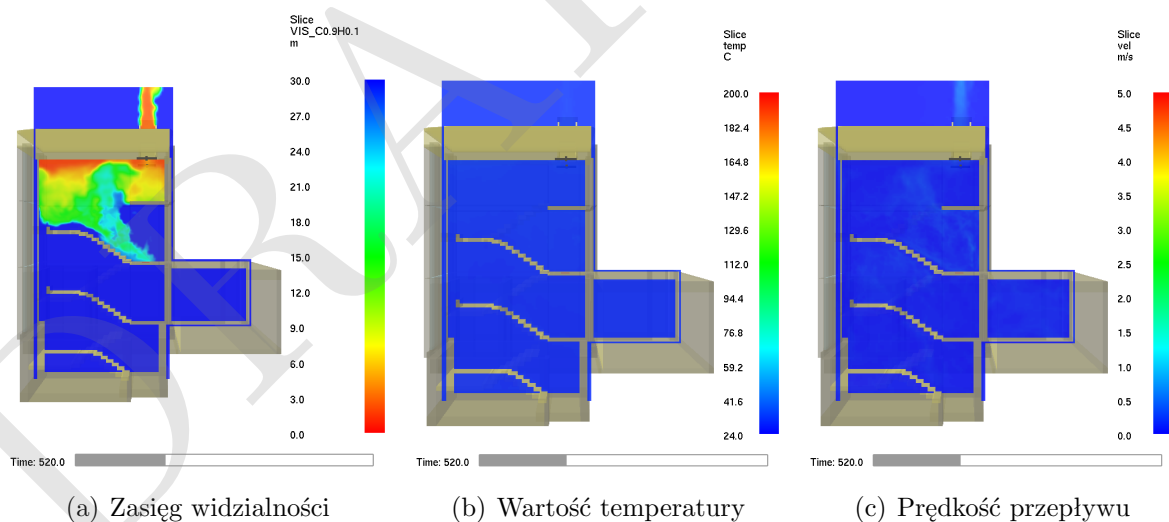 Slice
VIS_C0.9H0.1
m
30.0
27.0
24.0
21.0
18.0
15.0
12.0
9.0
6.0
3.0
0.0
Time: 520.0
(a) Zasięg widzialności
Slice
temp
C
200.0
182.4
164.8
147.2
129.6
112.0
94.4
76.8
59.2
41.6
24.0
Time: 520.0
(b) Wartość temperatury
Slice
vel
m/s
5.0
4.5
4.0
3.5
3.0
2.5
2.0
1.5
1.0
0.5
0.0
Time: 520.0
(c) Prędkość przepływu